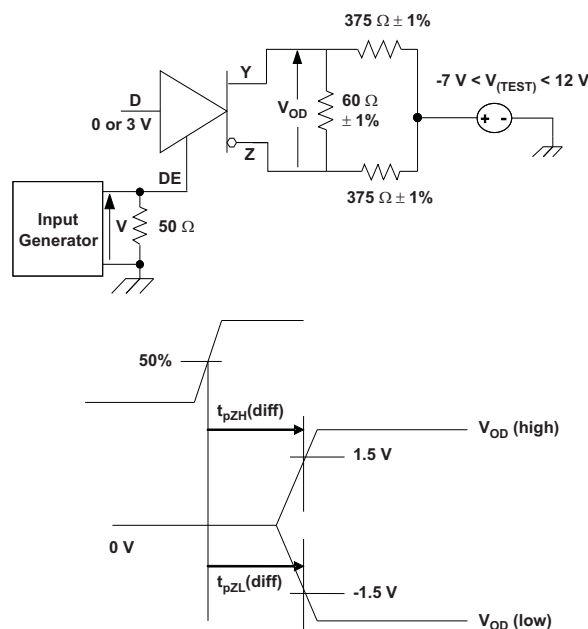 375 Ω ± 1%
Y
-7 V < V(TEST) < 12 V
D
0 or 3 V
VOD
60 Ω
± 1%
Z
DE
375 Ω ± 1%
Input
Generator
V
50 Ω
+ -
50%
tpZH(diff)
VOD (high)
1.5 V
0 V
tpZL(diff)
-1.5 V
VOD (low)